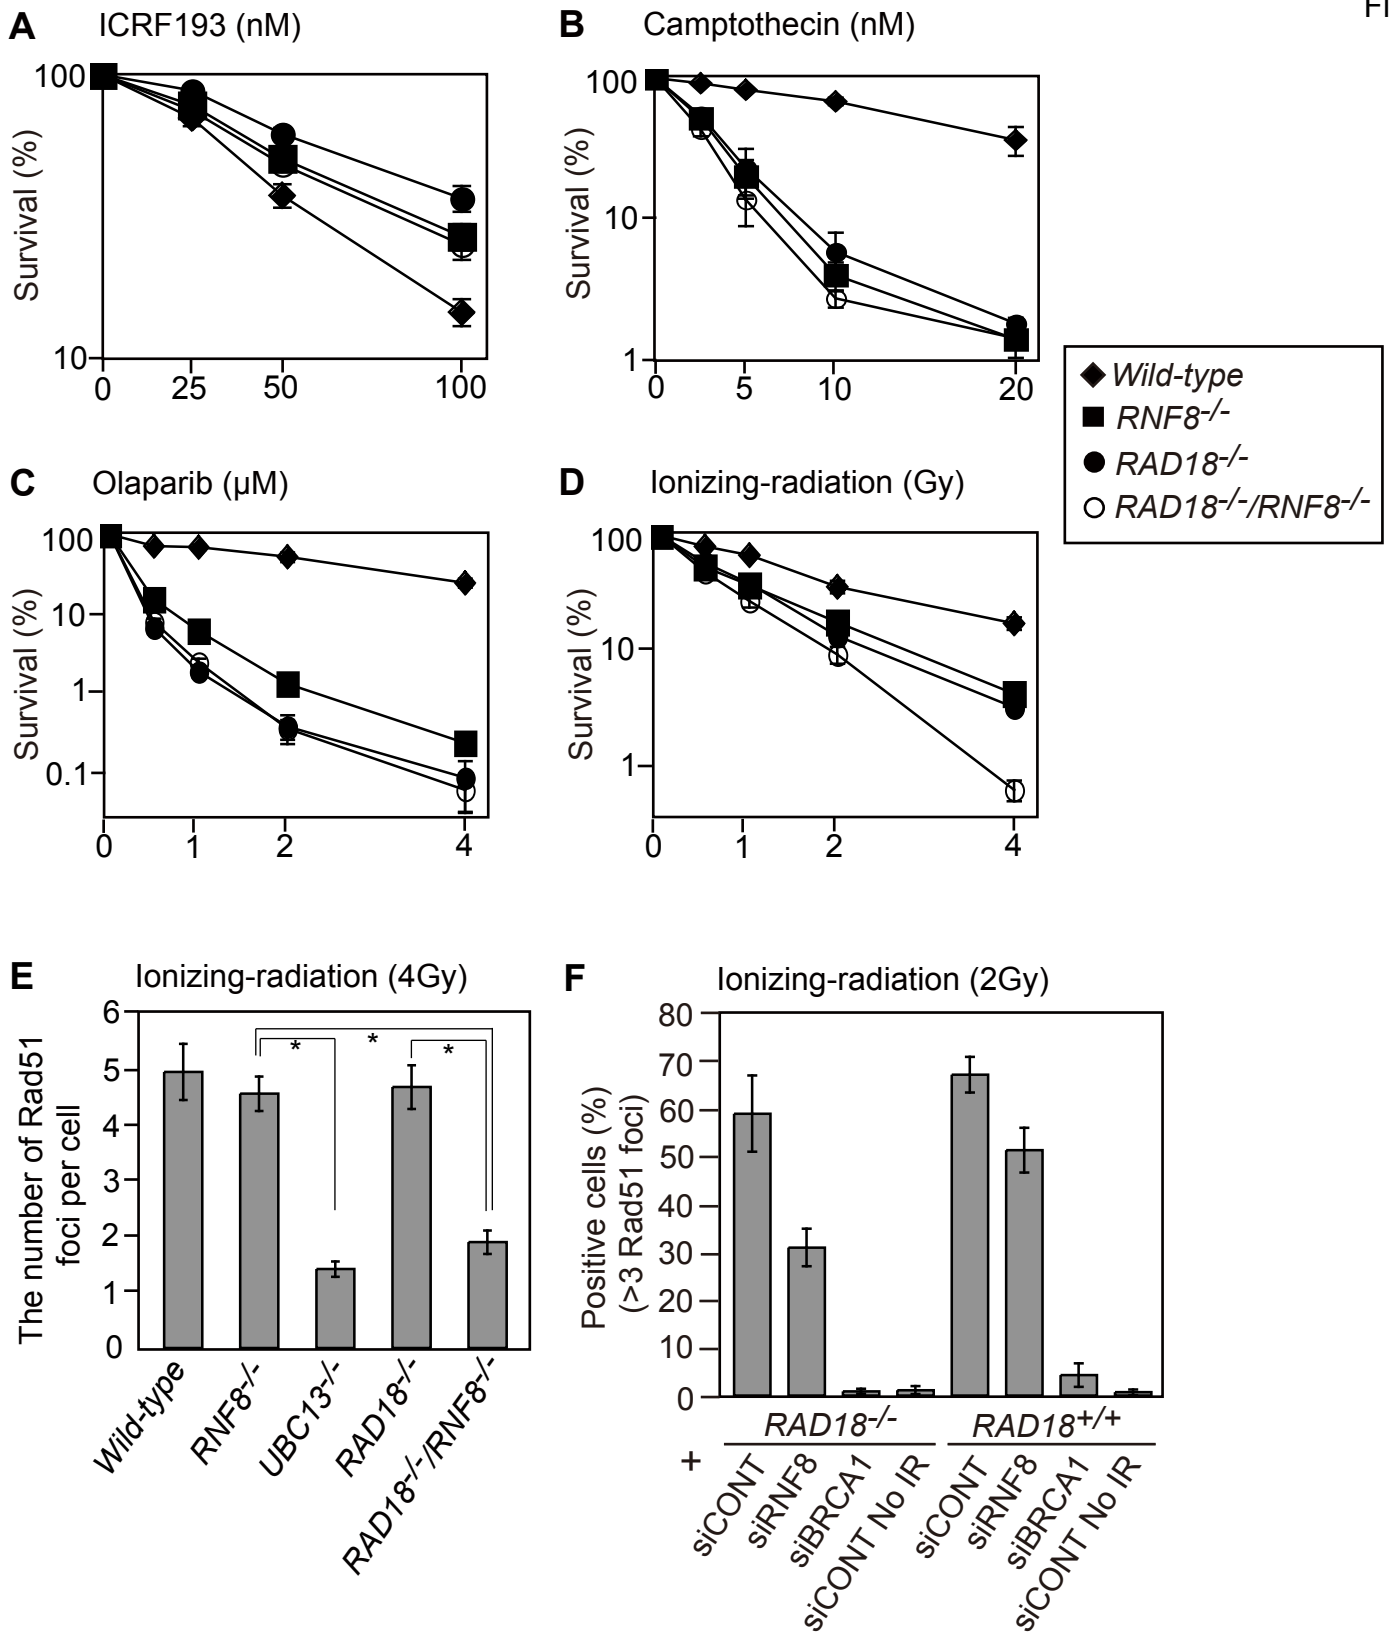 FI
A ICRF193 (nM)
Survival (%)
100
10
0 25 50 100
B Camptothecin (nM)
Survival (%)
100
10
1
0 5 10 20
Wild-type
RNF8-/-
RAD18-/-
RAD18-/-/RNF8-/-
C Olaparib (µM)
Survival (%)
100
10
1
0.1
0 1 2 4
D Ionizing-radiation (Gy)
Survival (%)
100
10
1
0 1 2 4
E Ionizing-radiation (4Gy)
The number of Rad51
foci per cell
6
5
4
3
2
1
0
* * *
Wild-type
RNF8-/-
UBC13-/-
RAD18-/-
RAD18-/-/RNF8-/-
F Ionizing-radiation (2Gy)
Positive cells (%)
(>3 Rad51 foci)
80
70
60
50
40
30
20
10
0
RAD18-/- RAD18+/+
+
siCONT
siRNF8
siBRCA1
siCONT No IR
siCONT
siRNF8
siBRCA1
siCONT No IR